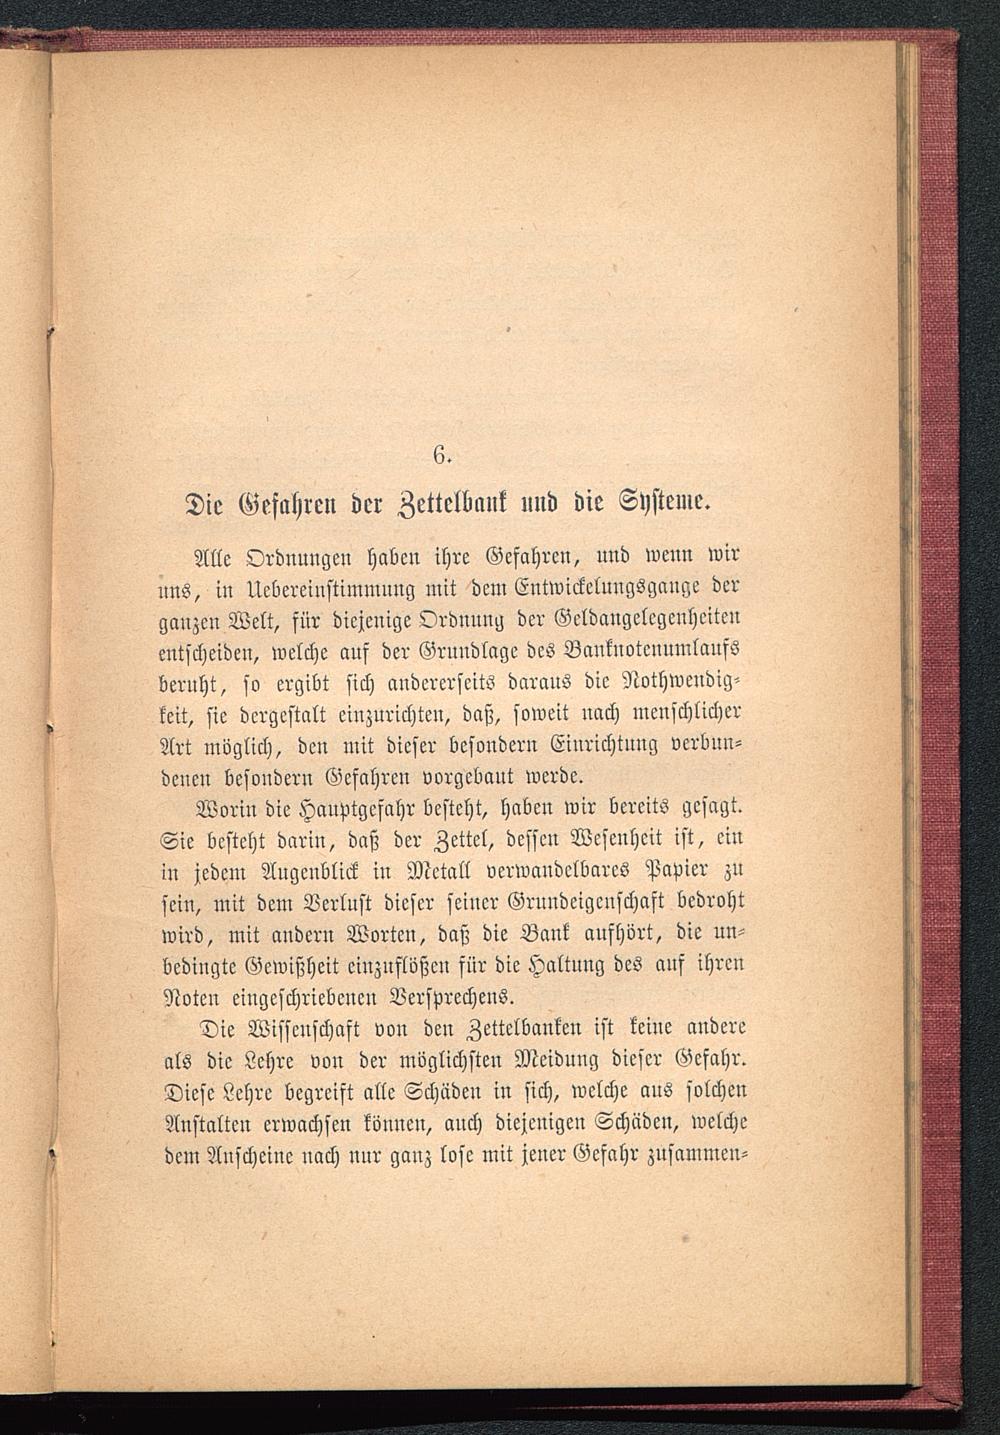 6.
Die Gefahren der Zettelbank und die Systeme.
Alle Ordnungen haben ihre Gefahren, und wenn wir
uns, in Uebereinstimmung mit dem Entwickelungsgange der
ganzen Welt, für diejenige Ordnung der Geldangelegenheiten
entscheiden, welche auf der Grundlage des Banknotenumlaufs
beruht, so ergibt sich andererseits daraus die Nothwendig-
keit, sie dergestalt einzurichten, daß, soweit nach menschlicher
Art möglich, den mit dieser besondern Einrichtung verbun-
denen besondern Gefahren vorgebaut werde.
Worin die Hauptgefahr besteht, haben wir bereits gesagt.
Sie besteht darin, daß der Zettel, dessen Wesenheit ist, ein
in jedem Augenblick in Metall verwandelbares Papier zu
sein, mit dem Verlust dieser seiner Grundeigenschaft bedroht
wird, mit andern Worten, daß die Bank aufhört, die un-
bedingte Gewißheit einzuflößen für die Haltung des auf ihren
Noten eingeschriebenen Versprechens.
Die Wissenschaft von den Zettelbanken ist keine andere
als die Lehre von der möglichsten Meidung dieser Gefahr.
Diese Lehre begreift alle Schäden in sich, welche aus solchen
Anstalten erwachsen können, auch diejenigen Schäden, welche
dem Anscheine nach nur ganz lose mit jener Gefahr zusammen-